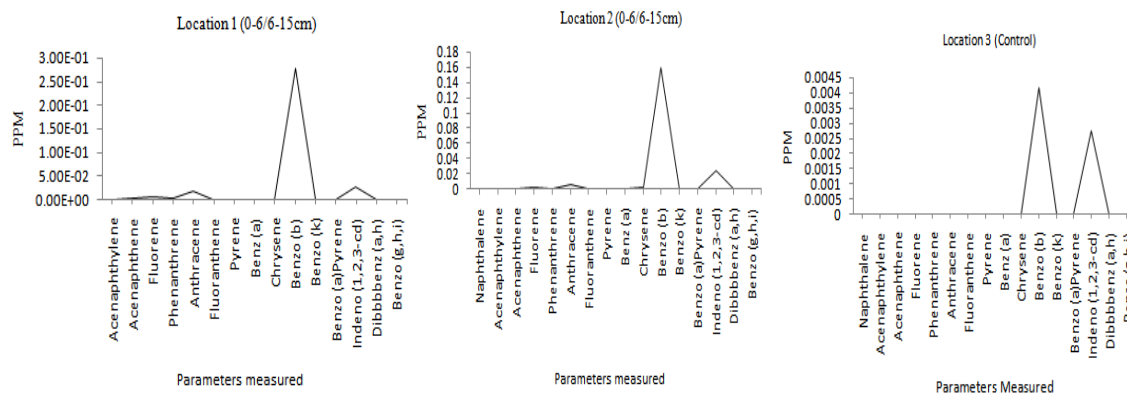 Location 1 (0-6/6-15cm)
PPM
3.00E-01
2.50E-01
2.00E-01
1.50E-01
1.00E-01
5.00E-02
0.00E+00
Acenaphthylene
Acenaphthene
Fluorene
Phenanthrene
Anthracene
Fluoranthene
Pyrene
Benz (a)
Chrysene
Benzo (b)
Benzo (k)
Benzo (a)Pyrene
Indeno (1,2,3-cd)
Dibbbbenz (a,h)
Benzo (g,h,i)
Parameters measured
Location 2 (0-6/6-15cm)
PPM
0.18
0.16
0.14
0.12
0.1
0.08
0.06
0.04
0.02
0
Naphthalene
Acenaphthylene
Acenaphthene
Fluorene
Phenanthrene
Anthracene
Fluoranthene
Pyrene
Benz (a)
Chrysene
Benzo (b)
Benzo (k)
Benzo (a)Pyrene
Indeno (1,2,3-cd)
Dibbbbenz (a,h)
Benzo (g,h,i)
Parameters measured
Location 3 (Control)
PPM
0.0045
0.004
0.0035
0.003
0.0025
0.002
0.0015
0.001
0.0005
0
Naphthalene
Acenaphthylene
Acenaphthene
Fluorene
Phenanthrene
Anthracene
Fluoranthene
Pyrene
Benz (a)
Chrysene
Benzo (b)
Benzo (k)
Benzo (a)Pyrene
Indeno (1,2,3-cd)
Dibbbbenz (a,h)
Parameters Measured